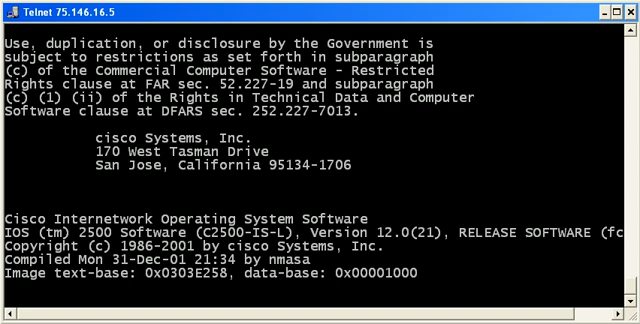 Telnet 75.146.16.5
Use, duplication, or disclosure by the Government is
subject to restrictions as set forth in subparagraph
(c) of the Commercial Computer Software - Restricted
Rights clause at FAR sec. 52.227-19 and subparagraph
(c) (1) (ii) of the Rights in Technical Data and Computer
Software clause at DFARS sec. 252.227-7013.
cisco Systems, Inc.
170 West Tasman Drive
San Jose, California 95134-1706
Cisco Internetwork Operating System Software
IOS (tm) 2500 Software (C2500-IS-L), Version 12.0(21), RELEASE SOFTWARE (fc
Copyright (c) 1986-2001 by cisco Systems, Inc.
Compiled Mon 31-Dec-01 21:34 by nmasa
Image text-base: 0x0303E258, data-base: 0x00001000